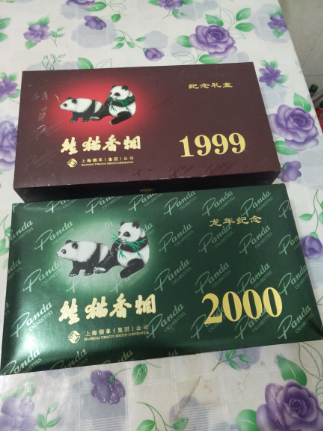 纪念礼盒
熊猫香烟
1999
上海烟草(集团)公司
龙年纪念
Panda
熊猫香烟
2000
上海烟草(集团)公司